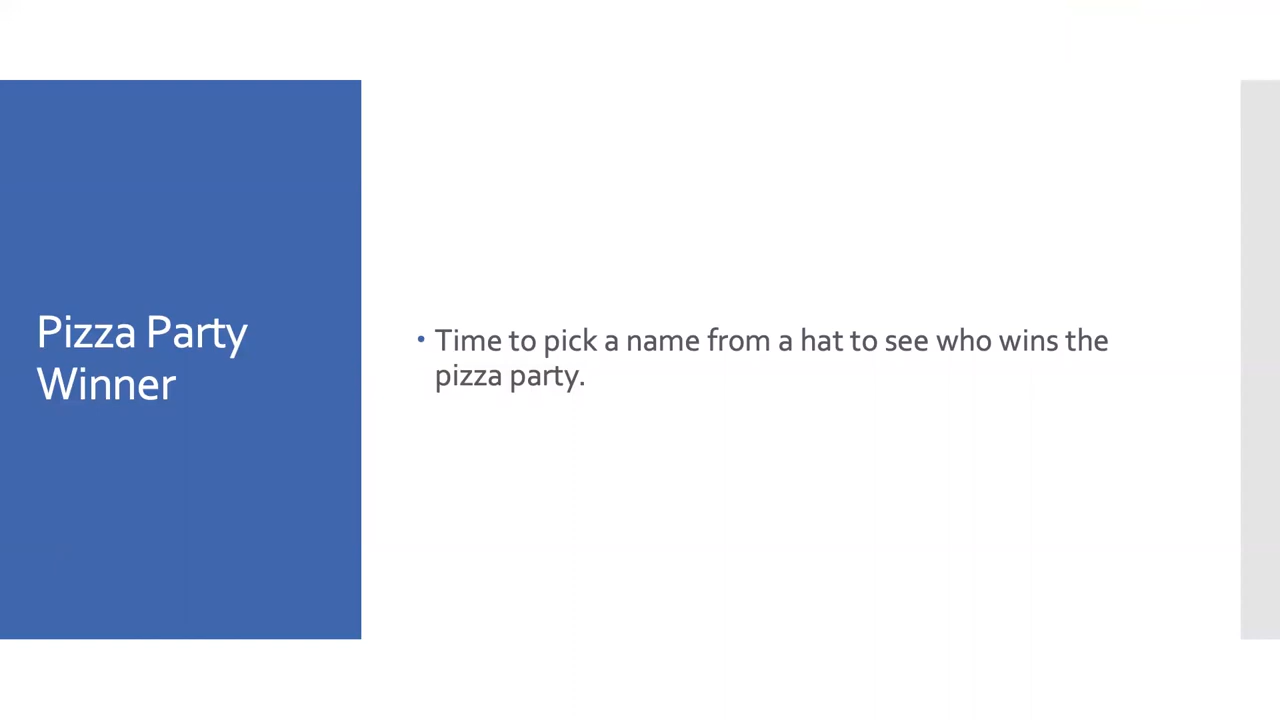 Pizza Party
Winner
• Time to pick a name from a hat to see who wins the
pizza party.